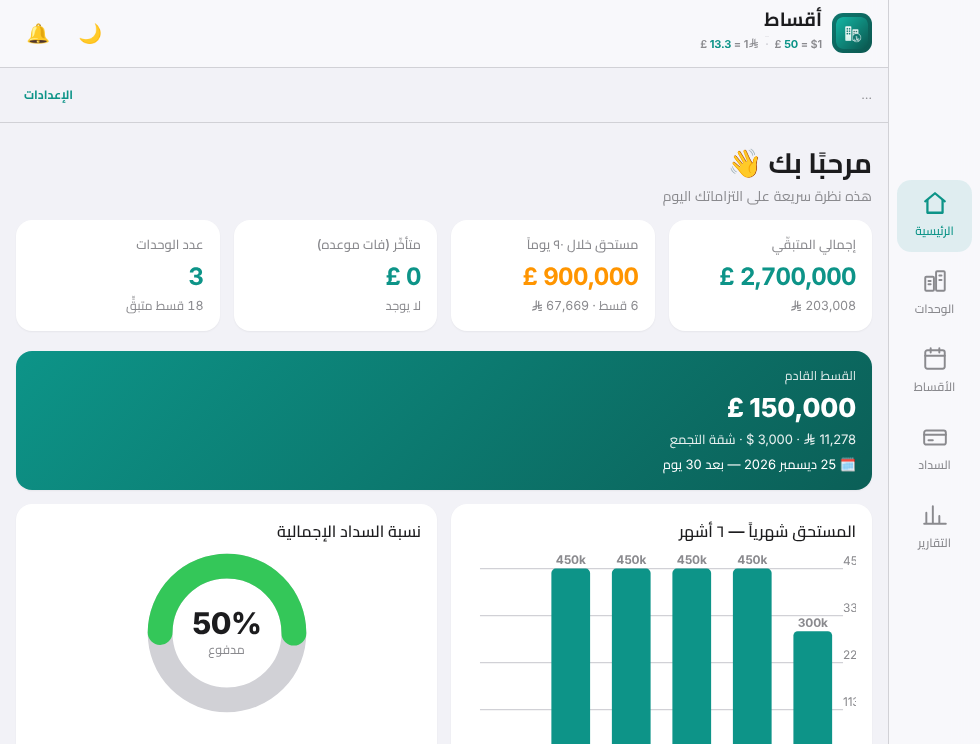 أقساط
$1 = 50 £ · 1 = 13.3 £
...
الإعدادات
الرئيسية
الوحدات
الأقساط
السداد
التقارير
مرحبًا بك 👋
هذه نظرة سريعة على التزاماتك اليوم
إجمالي المتبقّي
2,700,000 £
203,008
مستحق خلال ٩٠ يوماً
900,000 £
6 قسط · 67,669
متأخّر (فات موعده)
0 £
لا يوجد
عدد الوحدات
3
18 قسط متبقٍّ
القسط القادم
150,000 £
11,278 · 3,000 $ · شقة التجمع
🗓️ 25 ديسمبر 2026 — بعد 30 يوم
المستحق شهرياً — ٦ أشهر
450k 450k 450k 450k
300k
45
33
22
نسبة السداد الإجمالية
50%
مدفوع